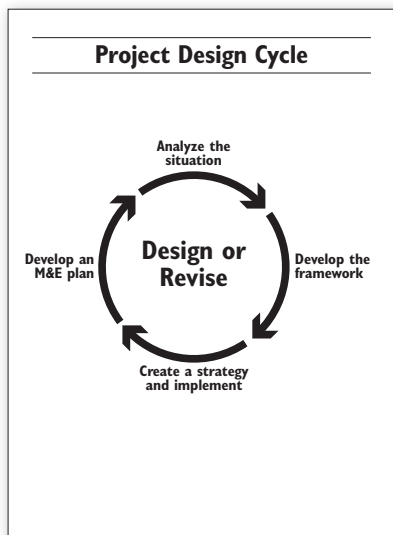 Project Design Cycle
Analyze the
situation
Develop the
framework
Create a strategy
and implement
Develop an
M&E plan
Design or
Revise